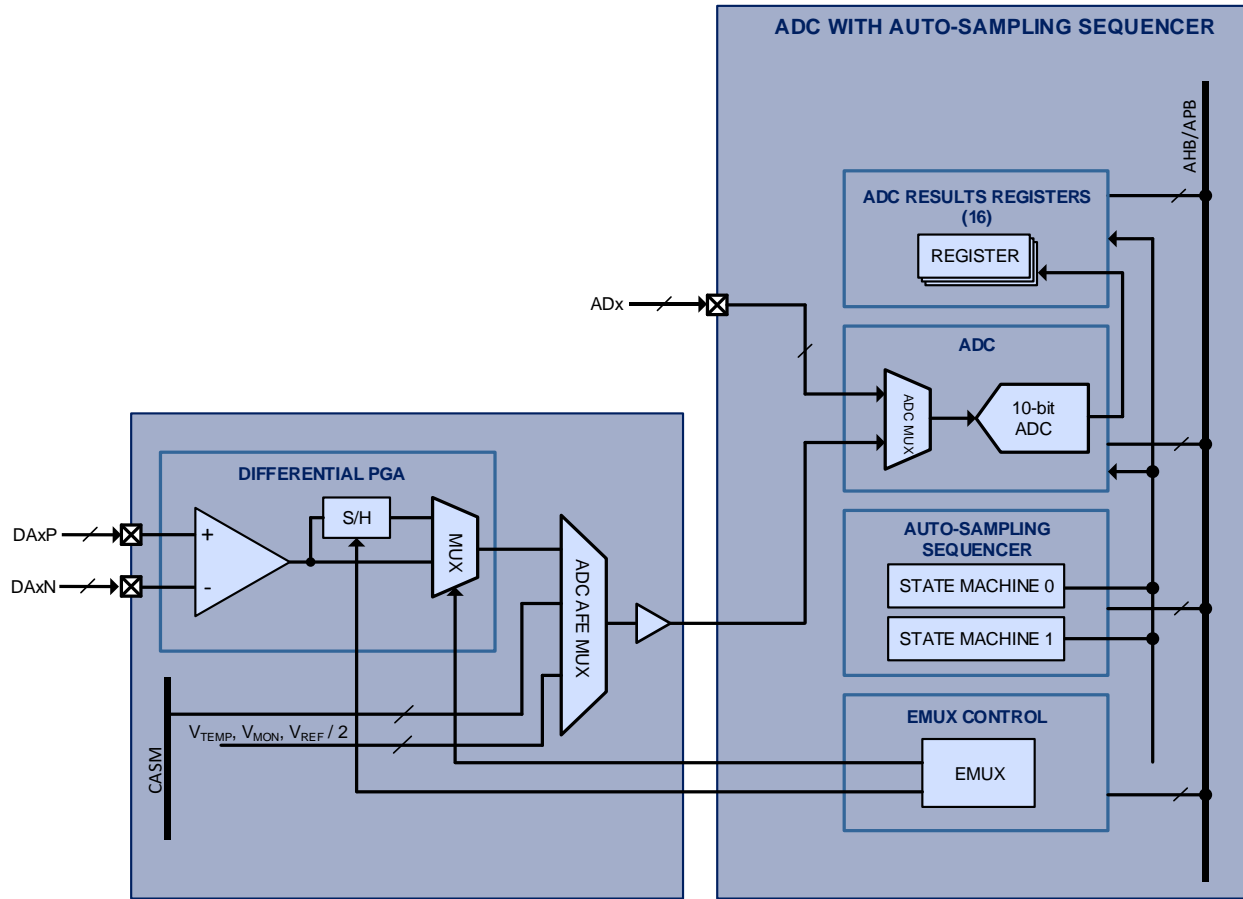 ADC WITH AUTO-SAMPLING SEQUENCER
AHB/APB
ADC RESULTS REGISTERS
(16)
REGISTER
ADx
ADC
ADC MUX
10-bit
ADC
DIFFERENTIAL PGA
DAxP
+
S/H
MUX
DAxN
-
ADC AFE MUX
AUTO-SAMPLING
SEQUENCER
STATE MACHINE 0
STATE MACHINE 1
CASM
VTEMP, VMON, VREF / 2
EMUX CONTROL
EMUX